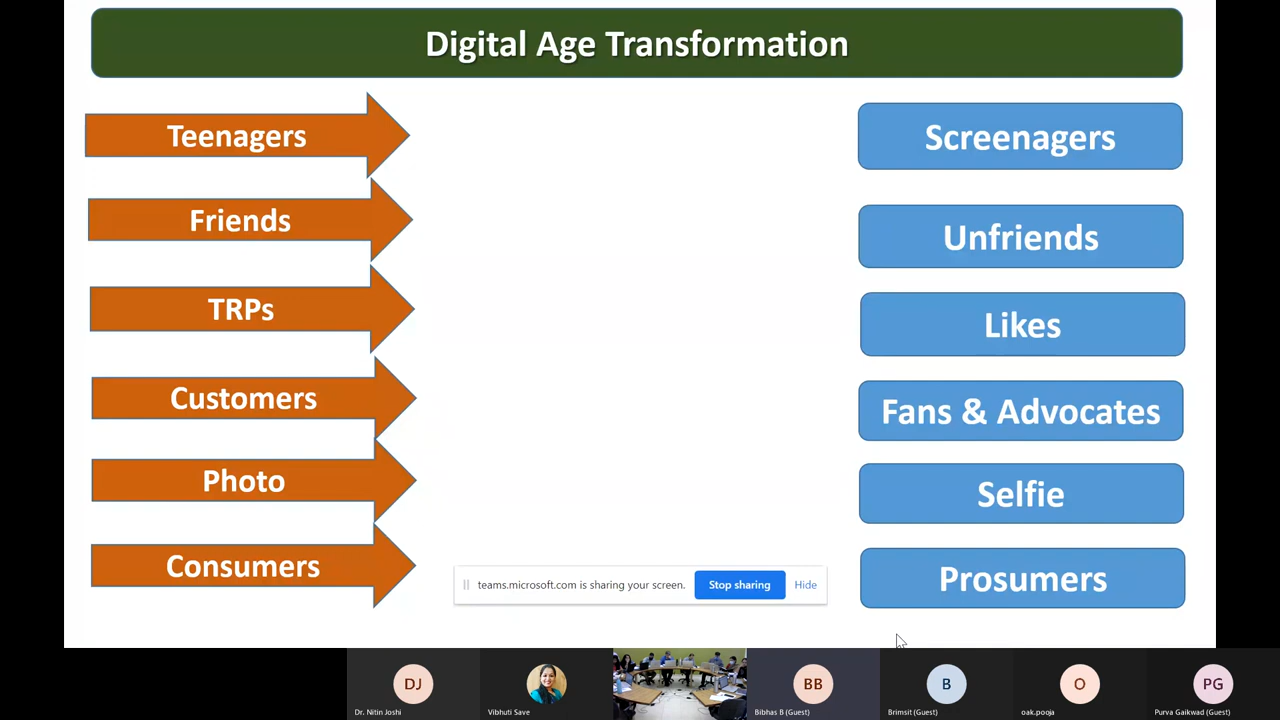 Digital Age Transformation
Teenagers
Screenagers
Friends
Unfriends
TRPs
Likes
Customers
Fans & Advocates
Photo
Selfie
Consumers
Prosumers
teams.microsoft.com is sharing your screen. Stop sharing Hide
DJ
BB
B
O
PG
Dr. Nitin Joshi
Vibhuti Save
Bibhas B (Guest)
Brimsit (Guest)
oak.pooja
Purva Gaikwad (Guest)